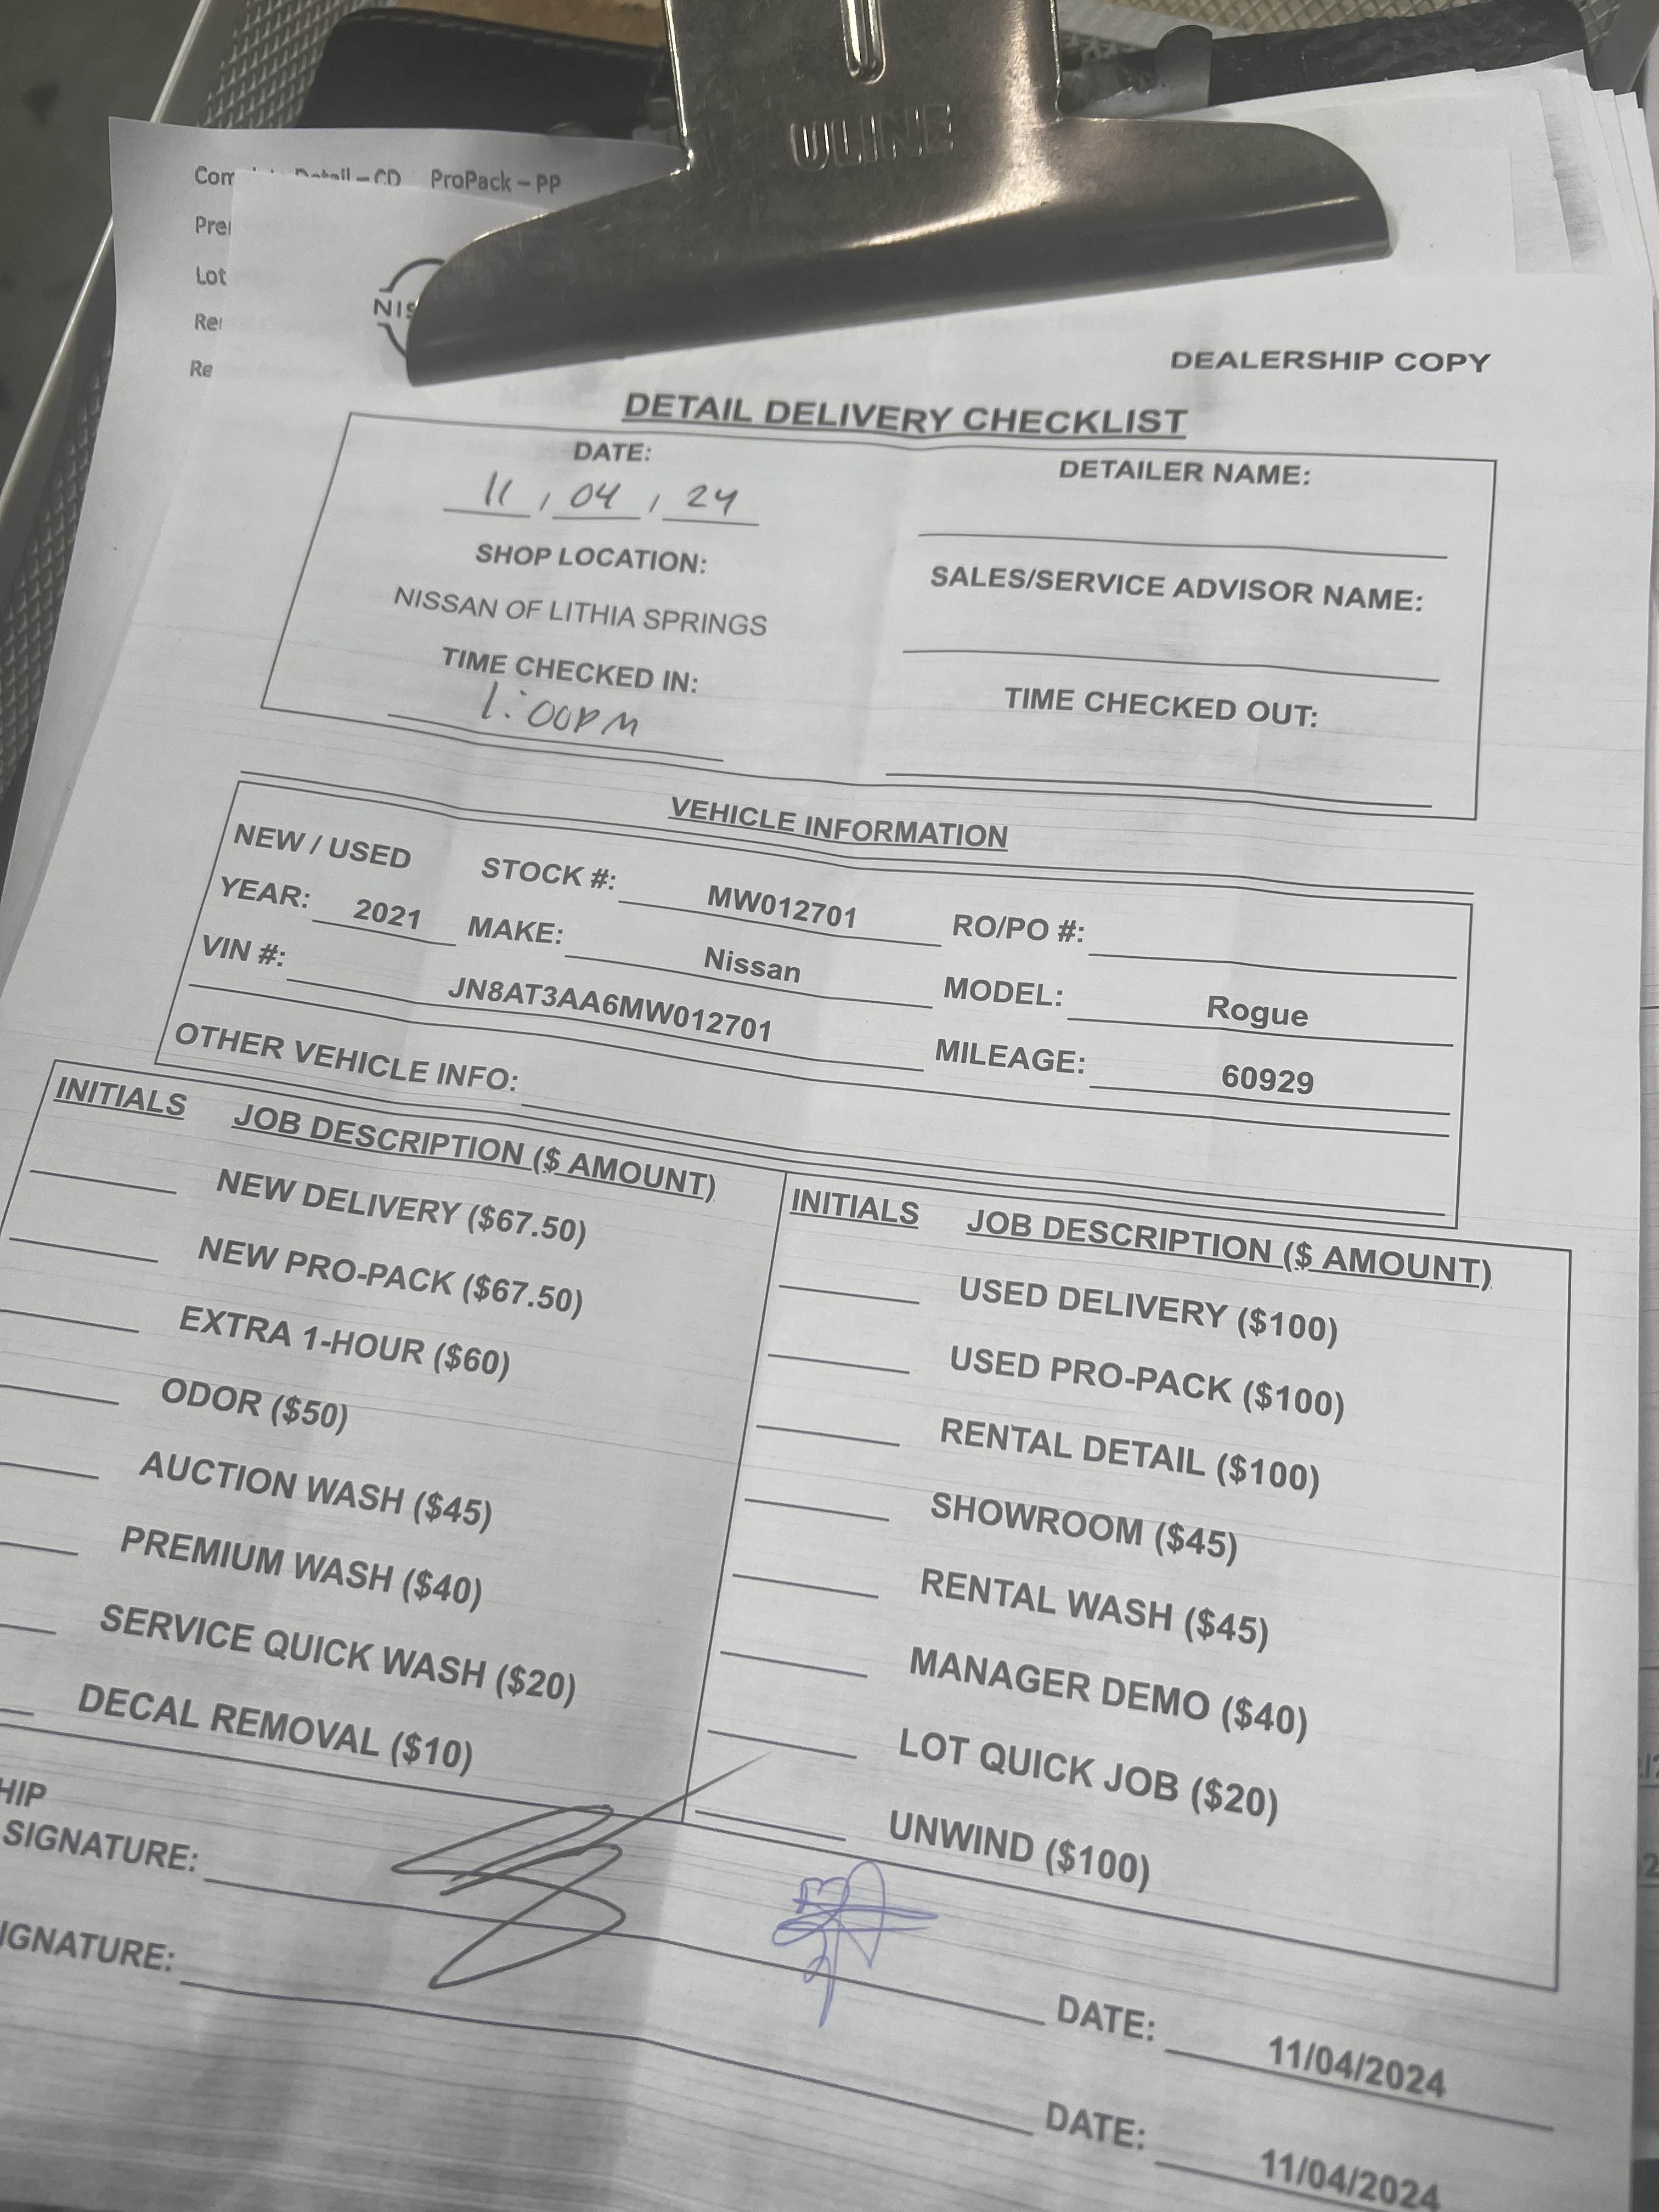 ULINE
Detail – CD ProPack – PP
Lot
NIS
DEALERSHIP COPY
DETAIL DELIVERY CHECKLIST
DATE:
11 / 04 / 24
DETAILER NAME:
SHOP LOCATION:
NISSAN OF LITHIA SPRINGS
SALES/SERVICE ADVISOR NAME:
TIME CHECKED IN:
1:00PM
TIME CHECKED OUT:
VEHICLE INFORMATION
NEW / USED STOCK #: MW012701 RO/PO #:
YEAR: 2021 MAKE: Nissan MODEL: Rogue
VIN #: JN8AT3AA6MW012701 MILEAGE: 60929
OTHER VEHICLE INFO:
INITIALS JOB DESCRIPTION ($ AMOUNT)
NEW DELIVERY ($67.50)
NEW PRO-PACK ($67.50)
EXTRA 1-HOUR ($60)
ODOR ($50)
AUCTION WASH ($45)
PREMIUM WASH ($40)
SERVICE QUICK WASH ($20)
DECAL REMOVAL ($10)
INITIALS JOB DESCRIPTION ($ AMOUNT)
USED DELIVERY ($100)
USED PRO-PACK ($100)
RENTAL DETAIL ($100)
SHOWROOM ($45)
RENTAL WASH ($45)
MANAGER DEMO ($40)
LOT QUICK JOB ($20)
UNWIND ($100)
HIP
SIGNATURE: DATE: 11/04/2024
IGNATURE: DATE: 11/04/2024